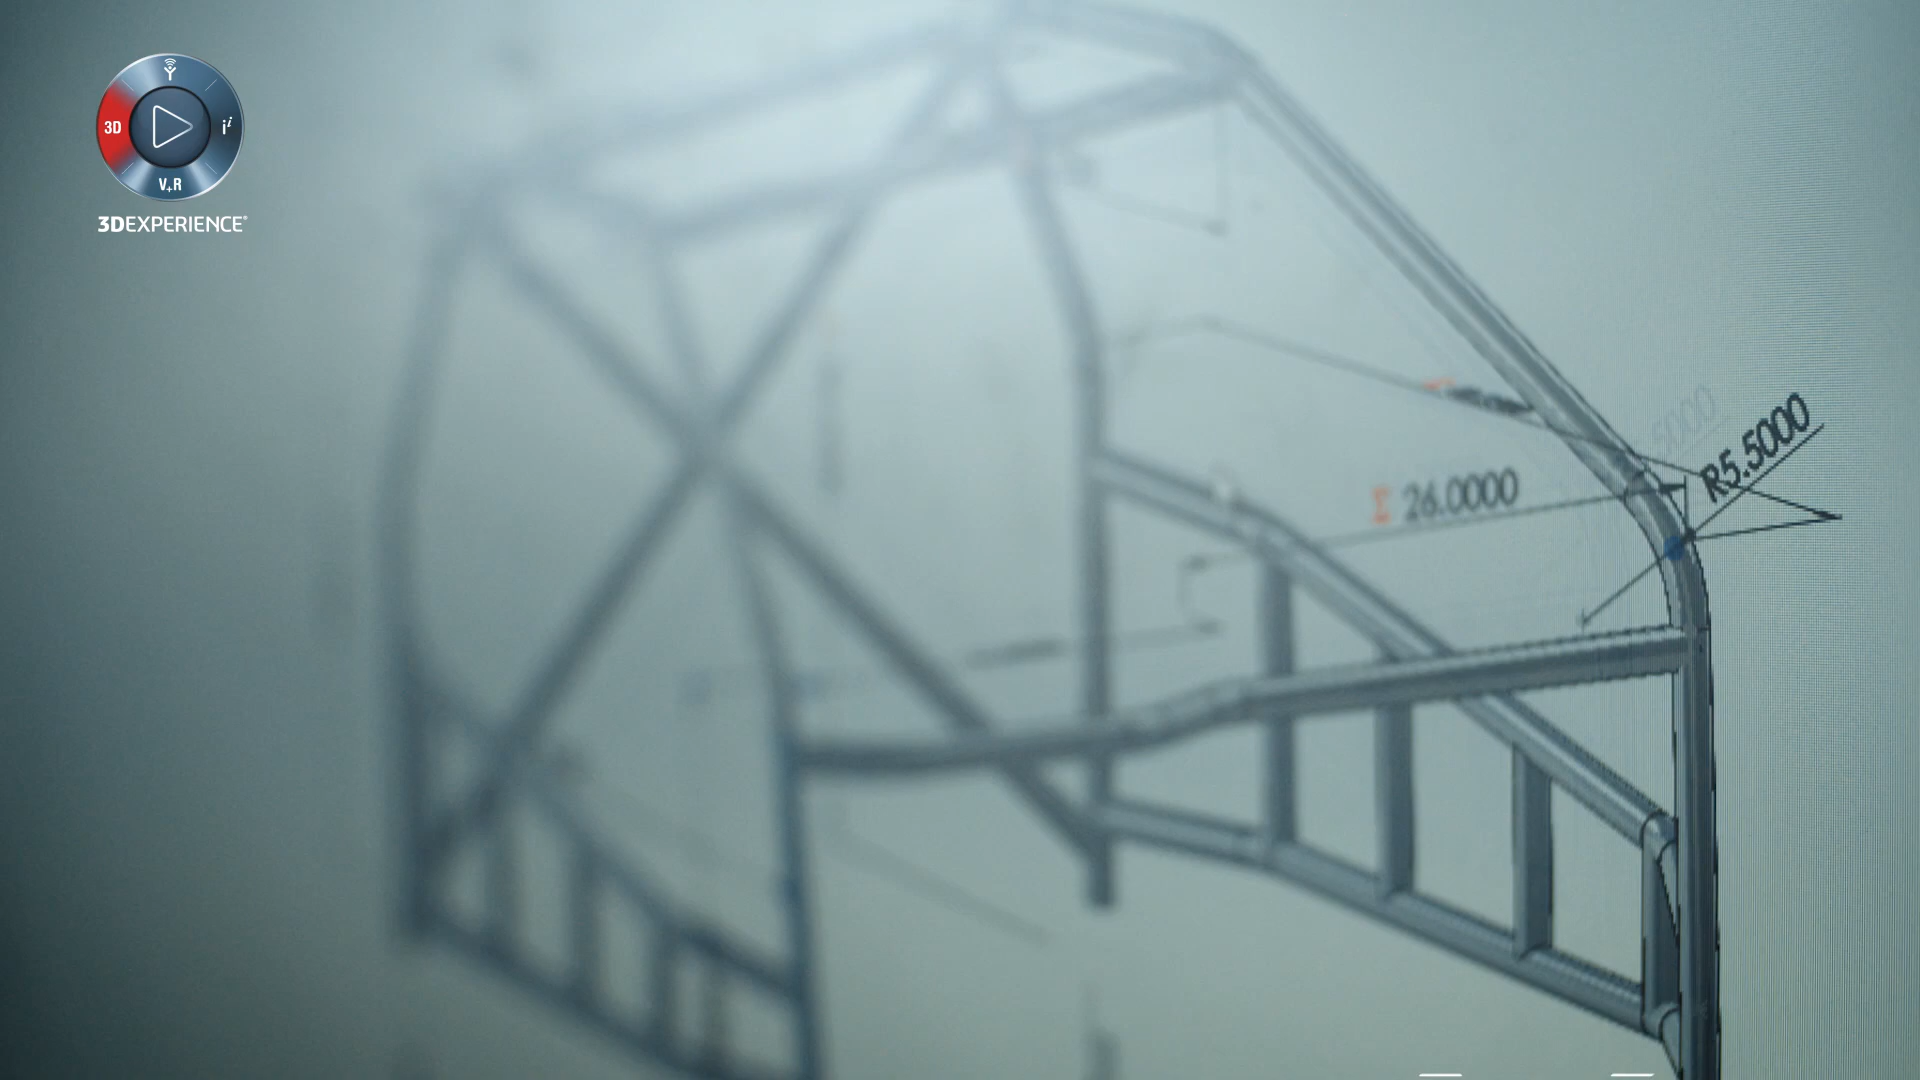 3D
i
V+R
3DEXPERIENCE®
R5.5000
Σ 26.0000